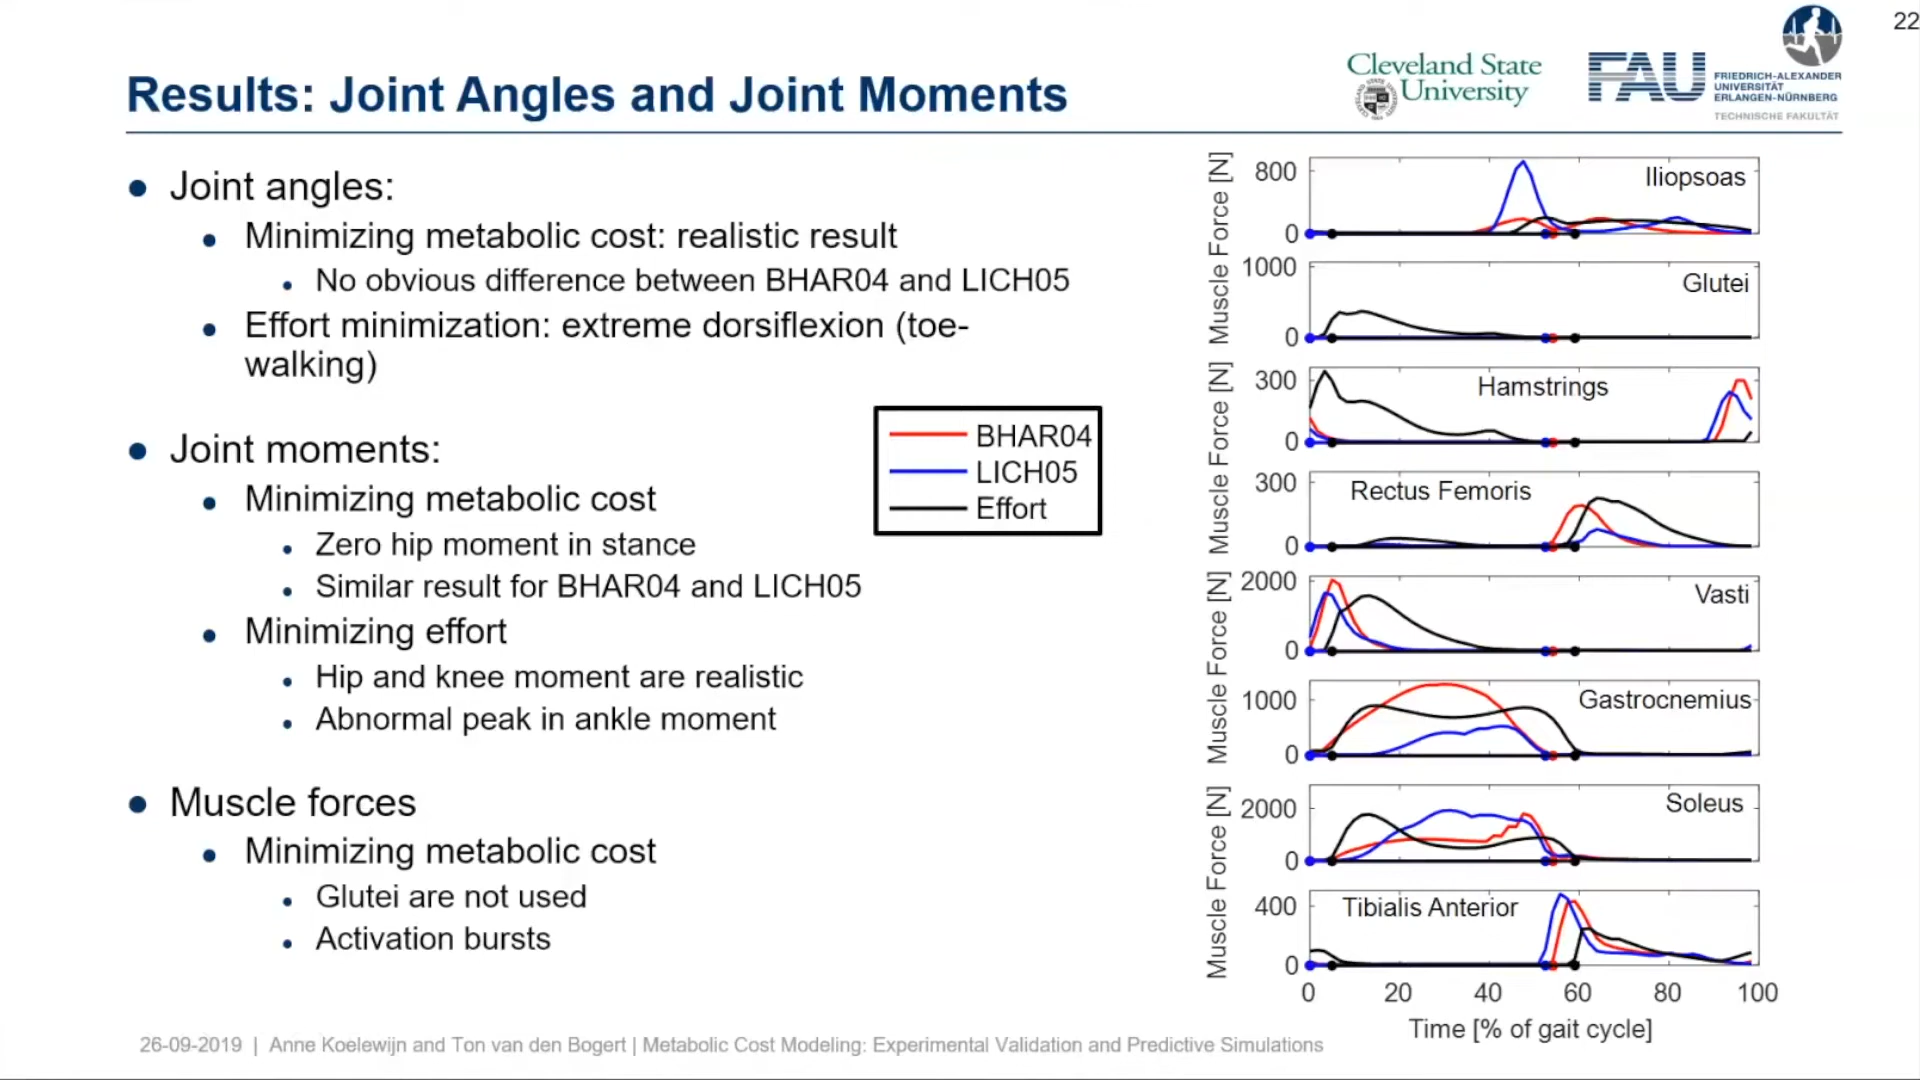 22
Results: Joint Angles and Joint Moments
Cleveland State
University
FAU
FRIEDRICH-ALEXANDER
UNIVERSITÄT
ERLANGEN-NÜRNBERG
TECHNISCHE FAKULTÄT
Joint angles:
Minimizing metabolic cost: realistic result
No obvious difference between BHAR04 and LICH05
Effort minimization: extreme dorsiflexion (toe-
walking)
Joint moments:
Minimizing metabolic cost
Zero hip moment in stance
Similar result for BHAR04 and LICH05
Minimizing effort
Hip and knee moment are realistic
Abnormal peak in ankle moment
Muscle forces
Minimizing metabolic cost
Glutei are not used
Activation bursts
BHAR04
LICH05
Effort
Muscle Force [N]
800
0
Iliopsoas
1000
0
Glutei
Muscle Force [N]
300
0
Hamstrings
300
0
Rectus Femoris
Muscle Force [N]
2000
0
Vasti
1000
0
Gastrocnemius
Muscle Force [N]
2000
0
Soleus
400
0
Tibialis Anterior
0 20 40 60 80 100
Time [% of gait cycle]
26-09-2019 | Anne Koelewijn and Ton van den Bogert | Metabolic Cost Modeling: Experimental Validation and Predictive Simulations